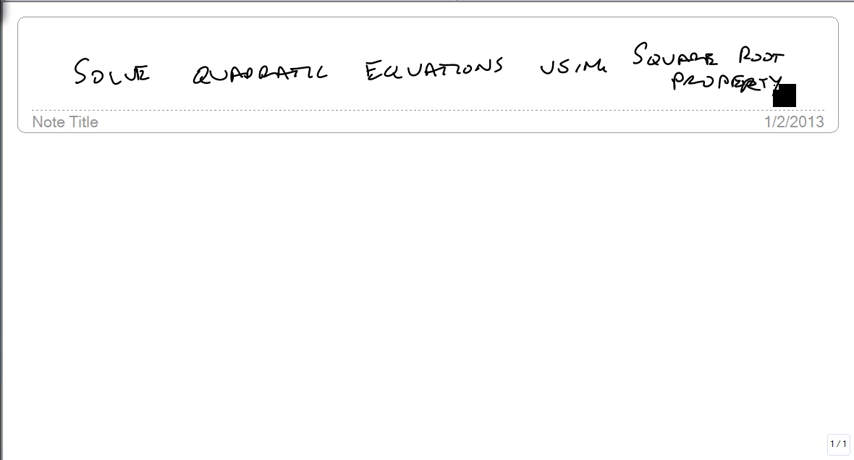 SOLVE QUADRATIC EQUATIONS USING SQUARE ROOT
PROPERTY
Note Title
1/2/2013
1 / 1